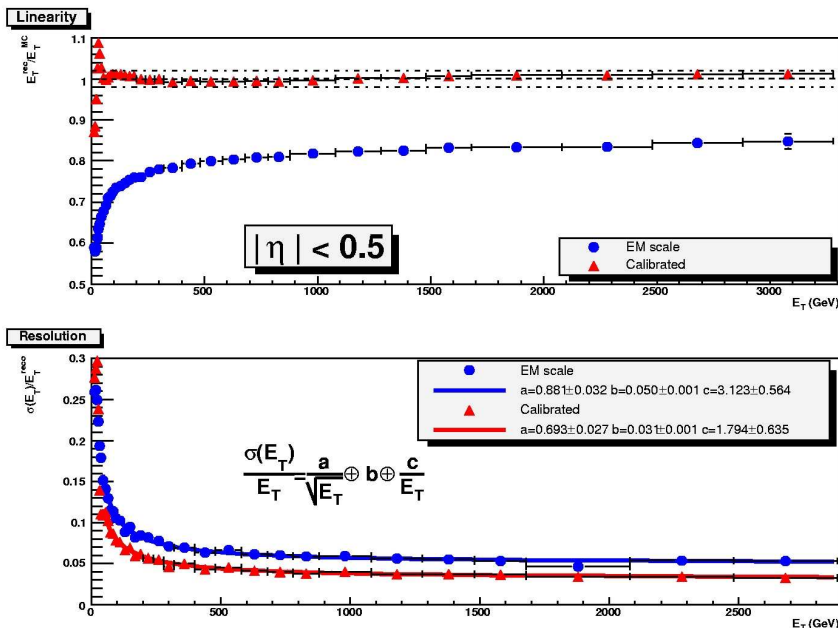 Linearity
E_T^rec/E_T^MC
1.1
1
0.9
0.8
0.7
0.6
0.5
| η | < 0.5
EM scale
Calibrated
0
500
1000
1500
2000
2500
3000
E_T (GeV)
Resolution
σ(E_T)/E_T^reco
0.3
0.25
0.2
0.15
0.1
0.05
0
EM scale
a=0.881±0.032 b=0.050±0.001 c=3.123±0.564
Calibrated
a=0.693±0.027 b=0.031±0.001 c=1.794±0.635
σ(E_T)/E_T = a/√E_T ⊕ b ⊕ c/E_T
0
500
1000
1500
2000
2500
E_T (GeV)